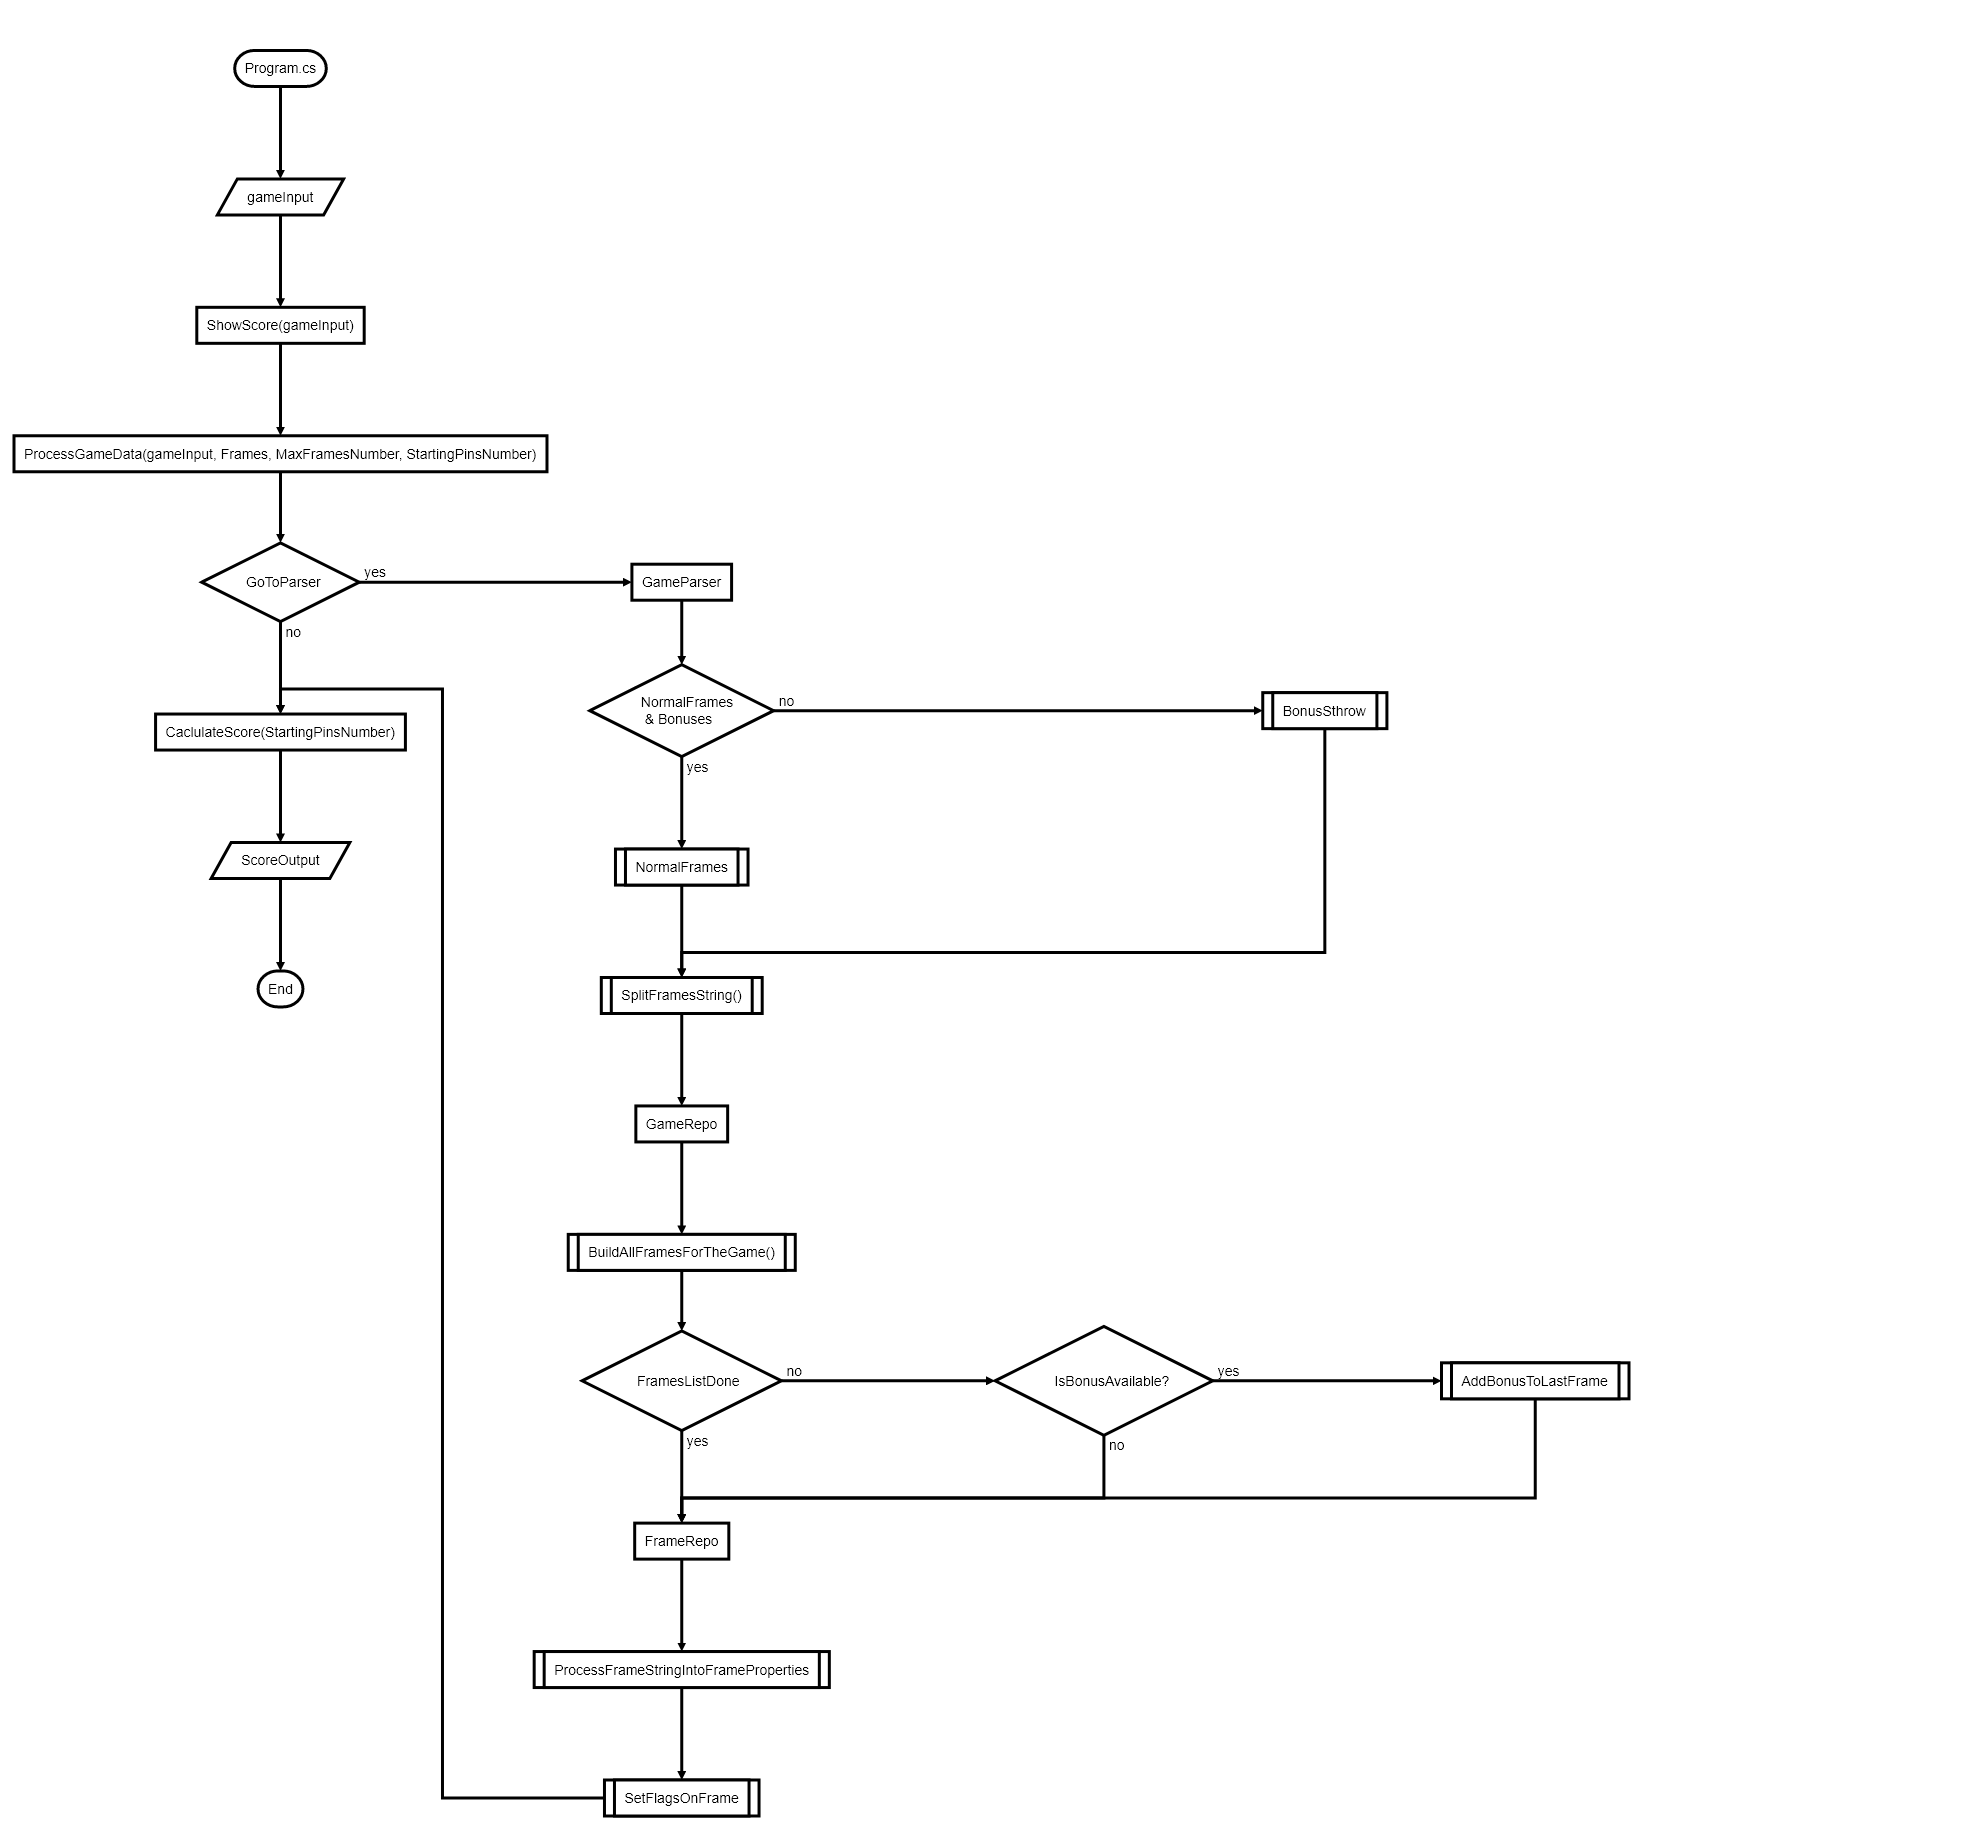 Program.cs
gameInput
ShowScore(gameInput)
ProcessGameData(gameInput, Frames, MaxFramesNumber, StartingPinsNumber)
GoToParser
yes
no
GameParser
NormalFrames
& Bonuses
no
yes
BonusSthrow
CaclulateScore(StartingPinsNumber)
ScoreOutput
End
NormalFrames
SplitFramesString()
GameRepo
BuildAllFramesForTheGame()
FramesListDone
no
yes
IsBonusAvailable?
yes
no
AddBonusToLastFrame
FrameRepo
ProcessFrameStringIntoFrameProperties
SetFlagsOnFrame